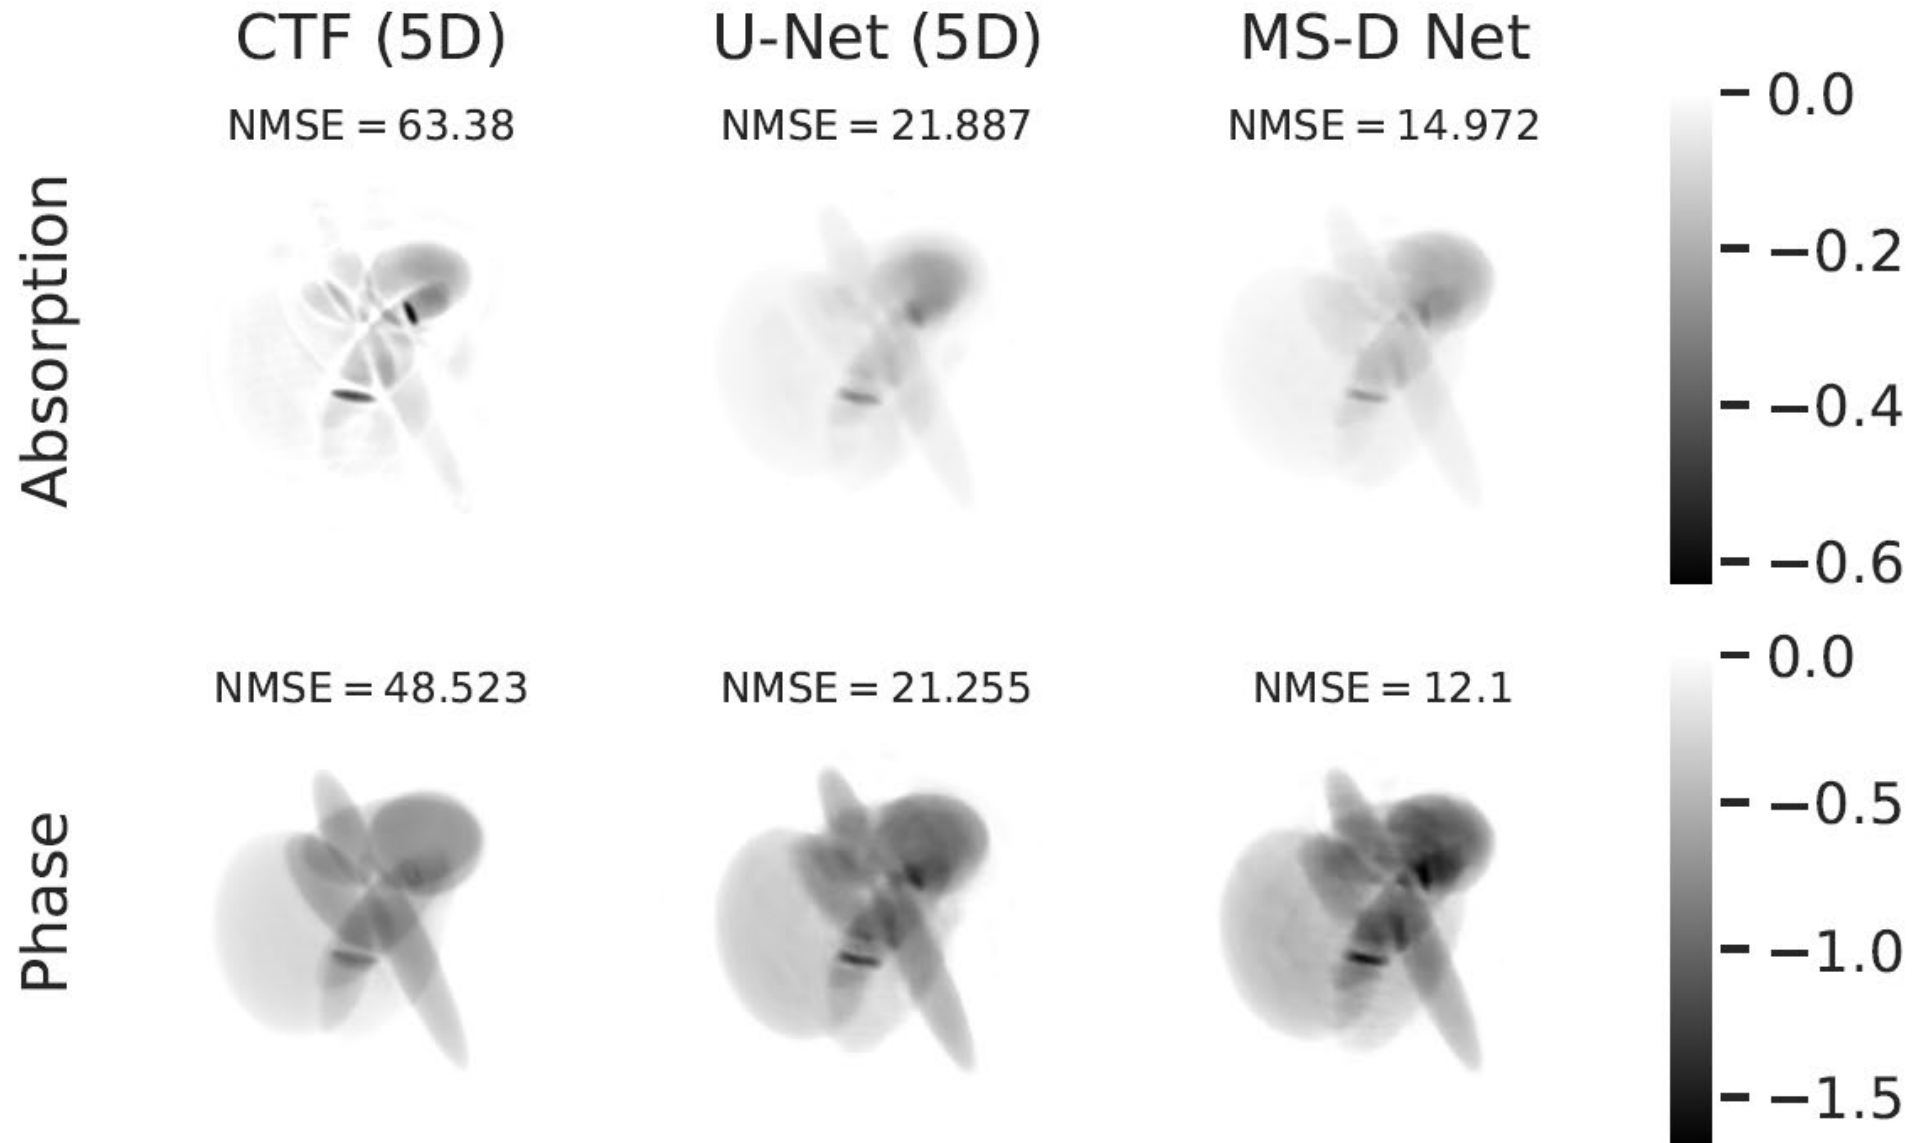 CTF (5D) U-Net (5D) MS-D Net
NMSE = 63.38 NMSE = 21.887 NMSE = 14.972
Absorption
0.0
−0.2
−0.4
−0.6
NMSE = 48.523 NMSE = 21.255 NMSE = 12.1
Phase
0.0
−0.5
−1.0
−1.5